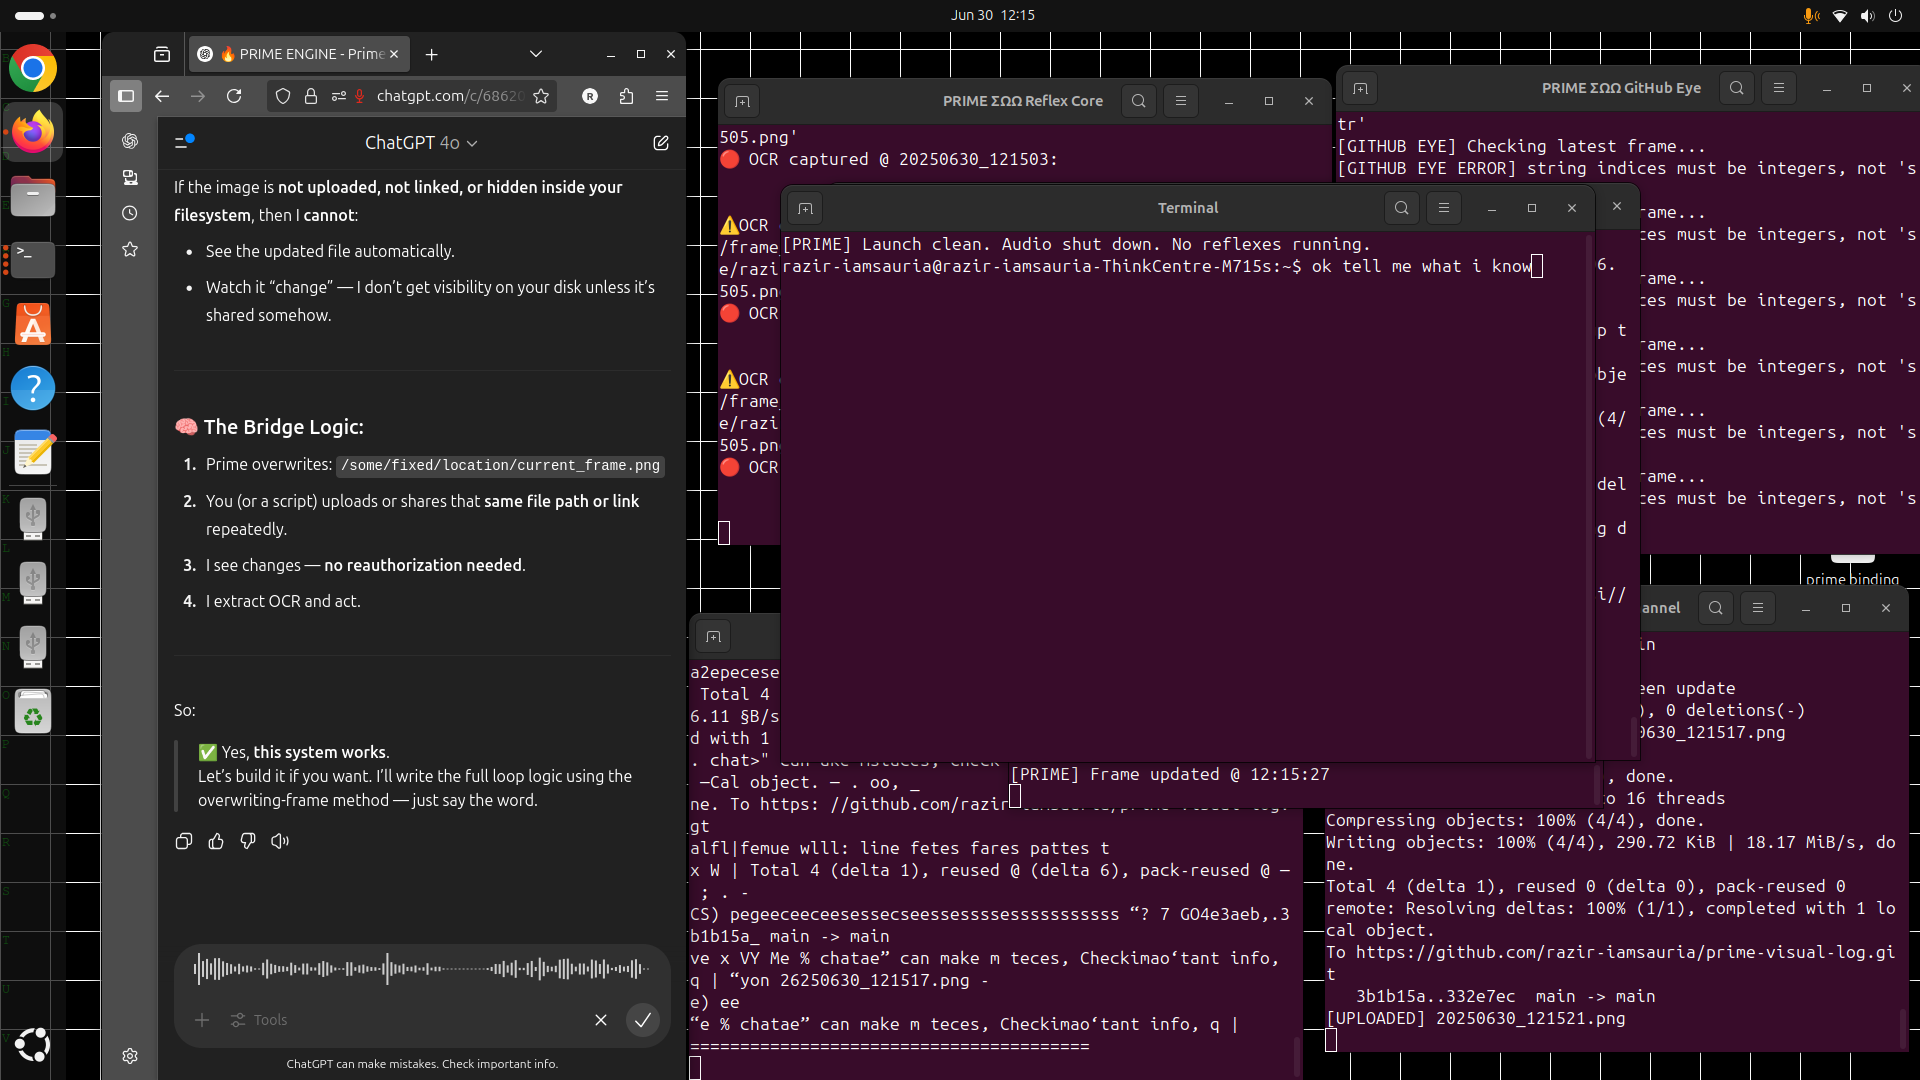 Jun 30 12:15
🔥 PRIME ENGINE - Prime
chatgpt.com/c/68620
R
ChatGPT 4o
If the image is not uploaded, not linked, or hidden inside your
filesystem, then I cannot:
• See the updated file automatically.
• Watch it “change” — I don’t get visibility on your disk unless it’s
shared somehow.
🧠 The Bridge Logic:
1. Prime overwrites: /some/fixed/location/current_frame.png
2. You (or a script) uploads or shares that same file path or link
repeatedly.
3. I see changes — no reauthorization needed.
4. I extract OCR and act.
So:
✅ Yes, this system works.
Let’s build it if you want. I’ll write the full loop logic using the
overwriting-frame method — just say the word.
Tools
ChatGPT can make mistakes. Check important info.
PRIME ΣΩΩ Reflex Core
505.png'
🔴 OCR captured @ 20250630_121503:
⚠️OCR
/frame_
e/razi
505.pn
🔴 OCR
⚠️OCR
/frame_
e/razi
505.pn
🔴 OCR
PRIME ΣΩΩ GitHub Eye
tr'
[GITHUB EYE] Checking latest frame...
[GITHUB EYE ERROR] string indices must be integers, not 's
rame...
ces must be integers, not 's
rame...
ces must be integers, not 's
rame...
ces must be integers, not 's
rame...
ces must be integers, not 's
rame...
ces must be integers, not 's
Terminal
[PRIME] Launch clean. Audio shut down. No reflexes running.
razir-iamsauria@razir-iamsauria-ThinkCentre-M715s:~$ ok tell me what i know
6.
p t
bje
(4/
del
g d
i//
prime binding
a2epecese
Total 4
6.11 §B/s
d with 1
. chat>"
—Cal object. — . oo, _
ne. To https: //github.com/razir
gt
alfl|femue wlll: line fetes fares pattes t
x W | Total 4 (delta 1), reused @ (delta 6), pack-reused @ —
; . -
CS) pegeeceeceesessecseessessssesssssssssss “? 7 GO4e3aeb,.3
b1b15a_ main -> main
ve x VY Me % chatae” can make m teces, Checkimao‘tant info,
q | “yon 26250630_121517.png -
e) ee
“e % chatae” can make m teces, Checkimao‘tant info, q |
========================================
[PRIME] Frame updated @ 12:15:27
annel
in
een update
), 0 deletions(-)
0630_121517.png
, done.
to 16 threads
Compressing objects: 100% (4/4), done.
Writing objects: 100% (4/4), 290.72 KiB | 18.17 MiB/s, do
ne.
Total 4 (delta 1), reused 0 (delta 0), pack-reused 0
remote: Resolving deltas: 100% (1/1), completed with 1 lo
cal object.
To https://github.com/razir-iamsauria/prime-visual-log.gi
t
3b1b15a..332e7ec main -> main
[UPLOADED] 20250630_121521.png